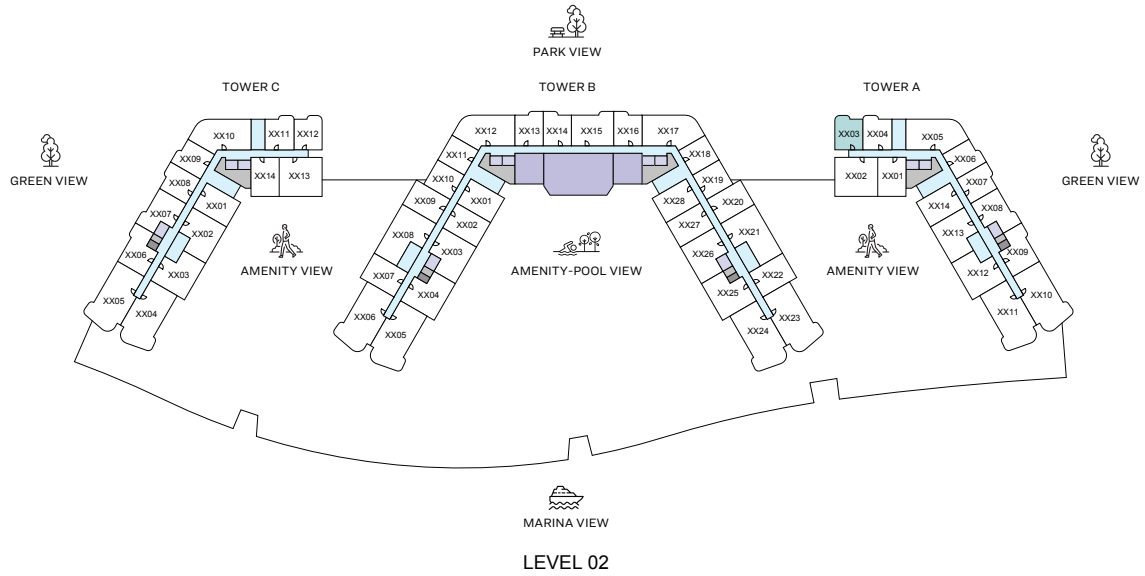 PARK VIEW
TOWER C
TOWER B
TOWER A
XX10
XX11
XX12
XX09
XX08
XX07
XX06
XX05
XX04
XX03
XX02
XX01
XX14
XX13
XX12
XX13
XX14
XX15
XX16
XX17
XX11
XX10
XX09
XX08
XX07
XX06
XX05
XX04
XX03
XX02
XX01
XX18
XX19
XX20
XX21
XX22
XX23
XX24
XX25
XX26
XX27
XX28
XX03
XX04
XX05
XX02
XX01
XX06
XX07
XX08
XX09
XX10
XX11
XX12
XX13
XX14
GREEN VIEW
AMENITY VIEW
AMENITY-POOL VIEW
AMENITY VIEW
GREEN VIEW
MARINA VIEW
LEVEL 02